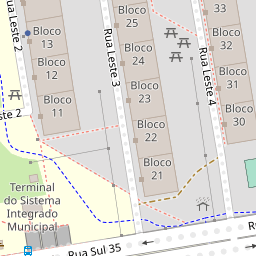 Bloco
13
Bloco
12
Bloco
11
Rua Leste 2
Bloco
25
Bloco
24
Bloco
23
Bloco
22
Bloco
21
Rua Leste 3
33
Bloco
32
Bloco
31
Bloco
30
Rua Leste 4
Terminal
do Sistema
Integrado
Municipal
Rua Sul 35